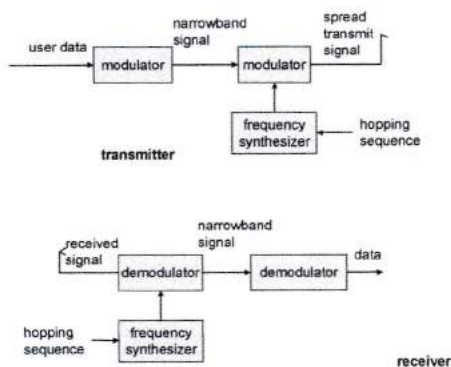 narrowband
signal
spread
transmit
signal
user data
modulator
modulator
frequency
synthesizer
hopping
sequence
transmitter
narrowband
signal
received
signal
data
demodulator
demodulator
hopping
sequence
frequency
synthesizer
receiver